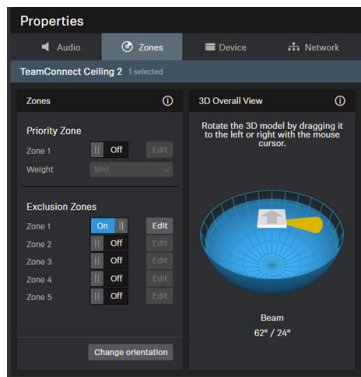 Properties
Audio
Zones
Device
Network
TeamConnect Ceiling 2 1 selected
Zones
Priority Zone
Zone 1 Off Edit
Weight Mid
Exclusion Zones
Zone 1 On Edit
Zone 2 Off Edit
Zone 3 Off Edit
Zone 4 Off Edit
Zone 5 Off Edit
Change orientation
3D Overall View
Rotate the 3D model by dragging it
to the left or right with the mouse
cursor.
Beam
62° / 24°